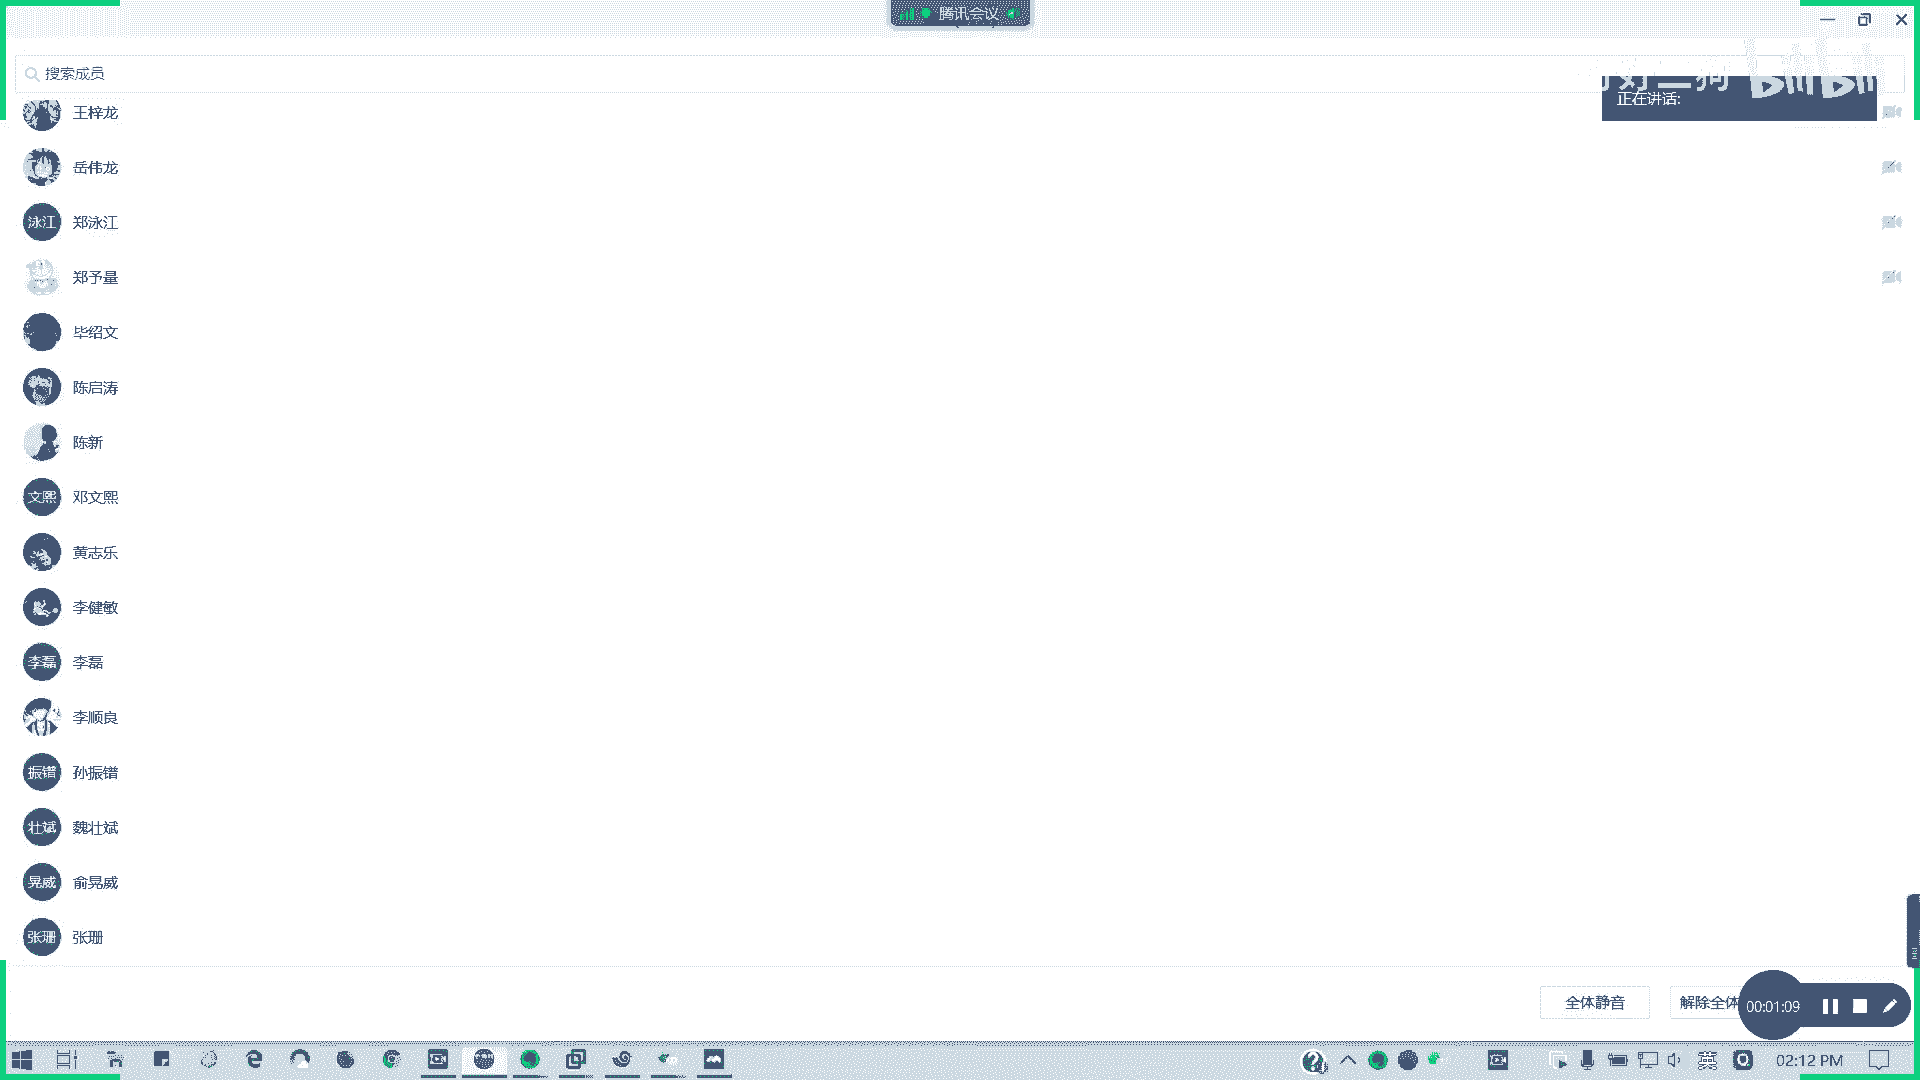 腾讯会议
搜索成员
正在讲话:
bilibili
王梓龙
岳伟龙
泳江 郑泳江
郑予量
毕绍文
陈启涛
陈新
文熙 邓文熙
黄志乐
李健敏
李磊 李磊
李顺良
振镨 孙振镨
壮斌 魏壮斌
晃威 俞晃威
张珊 张珊
全体静音
解除全体
00:01:09
英
02:12 PM